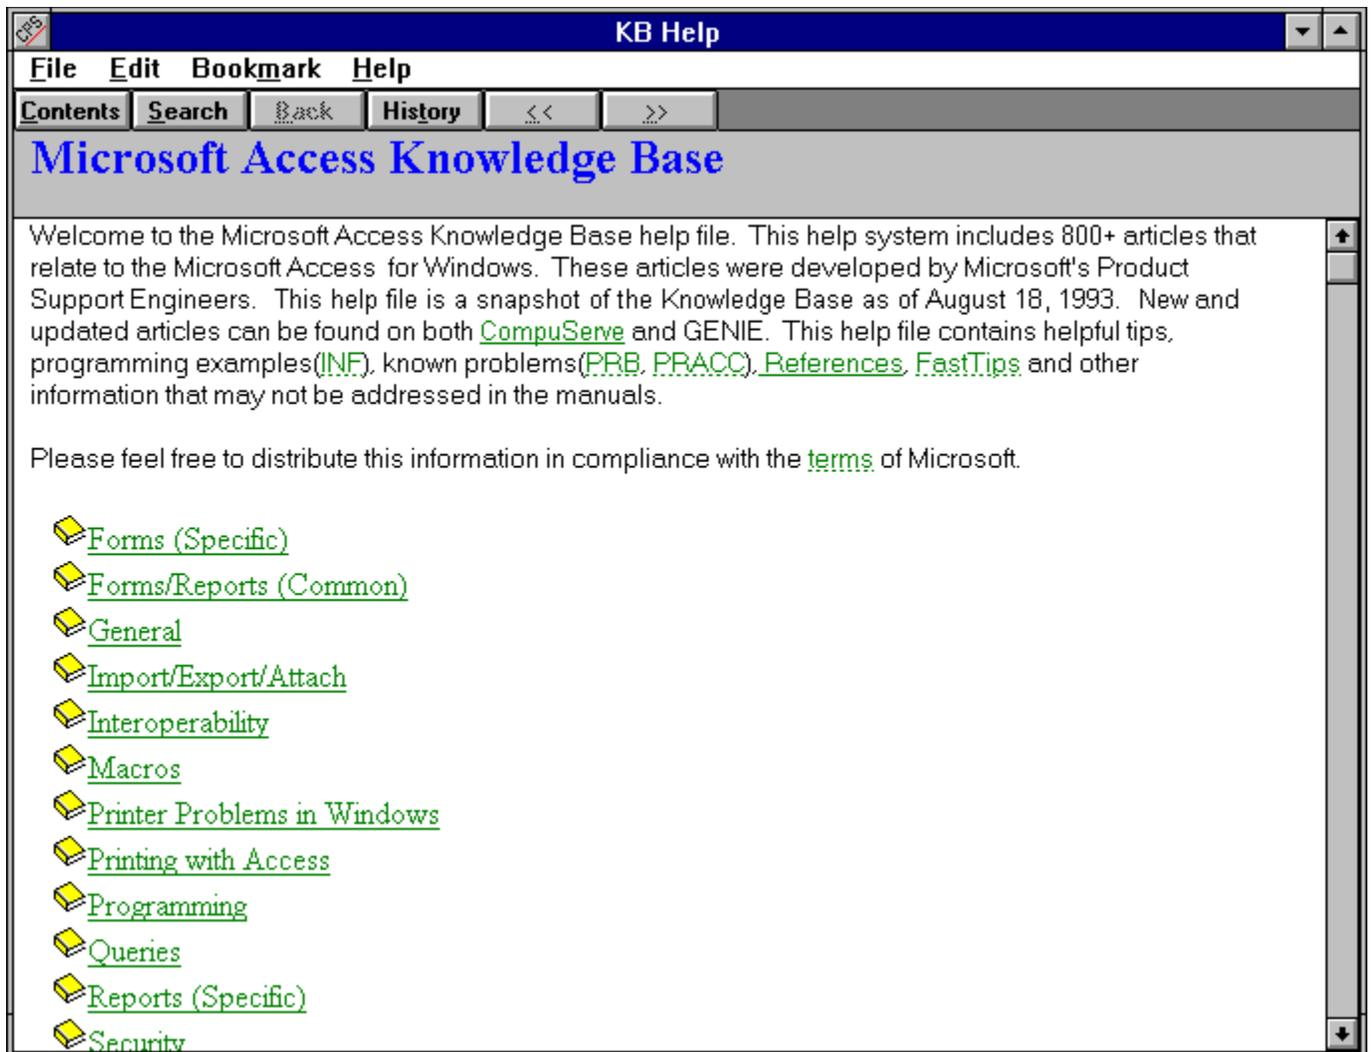 CPS
KB Help
File Edit Bookmark Help
Contents Search Back History << >>
Microsoft Access Knowledge Base
Welcome to the Microsoft Access Knowledge Base help file.  This help system includes 800+ articles that
relate to the Microsoft Access  for Windows.  These articles were developed by Microsoft's Product
Support Engineers.   This help file is a snapshot of the Knowledge Base as of August 18, 1993.   New and
updated articles can be found on both CompuServe and GENIE.  This help file contains helpful tips,
programming examples(INF), known problems(PRB, PRACC), References, FastTips and other
information that may not be addressed in the manuals.
Please feel free to distribute this information in compliance with the terms of Microsoft.
Forms (Specific)
Forms/Reports (Common)
General
Import/Export/Attach
Interoperability
Macros
Printer Problems in Windows
Printing with Access
Programming
Queries
Reports (Specific)
Security